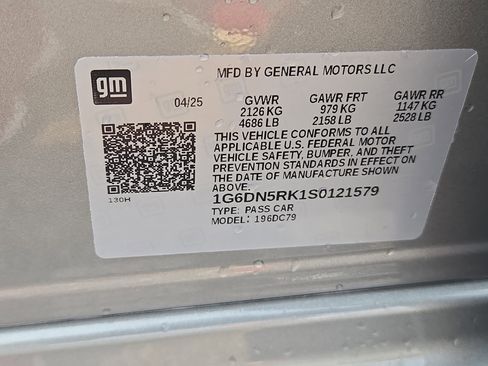 gm
MFD BY GENERAL MOTORS LLC
04/25 GVWR GAWR FRT GAWR RR
2126 KG 979 KG 1147 KG
4686 LB 2158 LB 2528 LB
THIS VEHICLE CONFORMS TO ALL
APPLICABLE U.S. FEDERAL MOTOR
VEHICLE SAFETY, BUMPER, AND THEFT
PREVENTION STANDARDS IN EFFECT ON
THE DATE OF MANUFACTURE SHOWN
ABOVE.
1G6DN5RK1S0121579
TYPE: PASS CAR
MODEL: 196DC79
130H